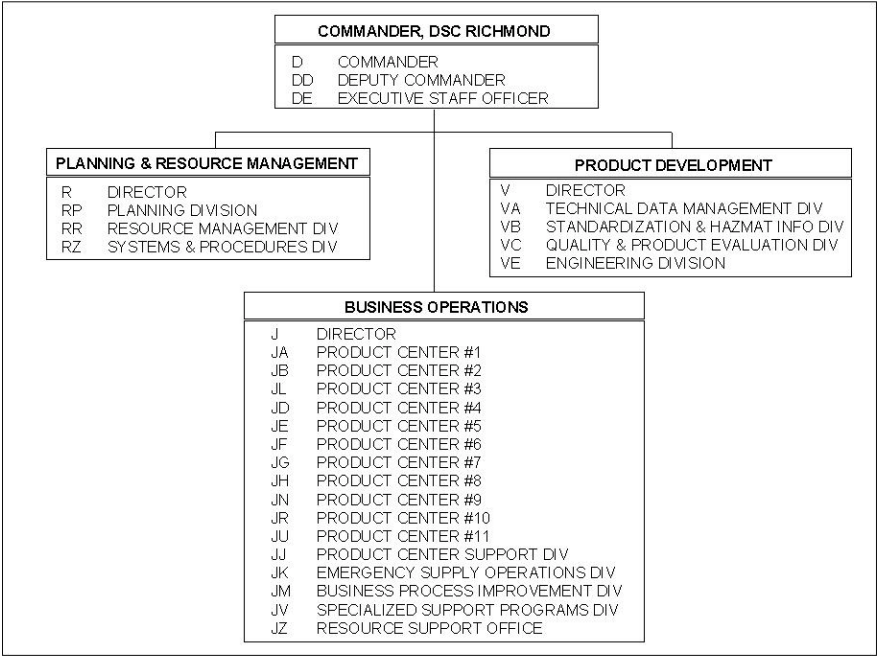 COMMANDER, DSC RICHMOND
D COMMANDER
DD DEPUTY COMMANDER
DE EXECUTIVE STAFF OFFICER
PLANNING & RESOURCE MANAGEMENT
R DIRECTOR
RP PLANNING DIVISION
RR RESOURCE MANAGEMENT DIV
RZ SYSTEMS & PROCEDURES DIV
PRODUCT DEVELOPMENT
V DIRECTOR
VA TECHNICAL DATA MANAGEMENT DIV
VB STANDARDIZATION & HAZMAT INFO DIV
VC QUALITY & PRODUCT EVALUATION DIV
VE ENGINEERING DIVISION
BUSINESS OPERATIONS
J DIRECTOR
JA PRODUCT CENTER #1
JB PRODUCT CENTER #2
JL PRODUCT CENTER #3
JD PRODUCT CENTER #4
JE PRODUCT CENTER #5
JF PRODUCT CENTER #6
JG PRODUCT CENTER #7
JH PRODUCT CENTER #8
JN PRODUCT CENTER #9
JR PRODUCT CENTER #10
JU PRODUCT CENTER #11
JJ PRODUCT CENTER SUPPORT DIV
JK EMERGENCY SUPPLY OPERATIONS DIV
JM BUSINESS PROCESS IMPROVEMENT DIV
JV SPECIALIZED SUPPORT PROGRAMS DIV
JZ RESOURCE SUPPORT OFFICE